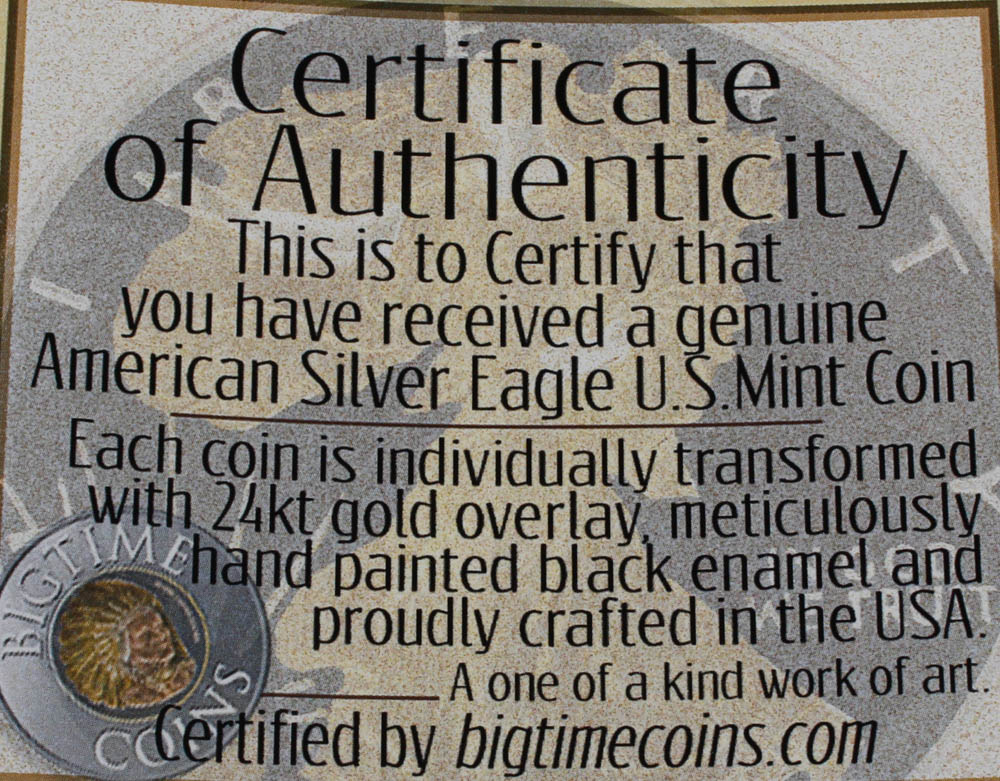 Certificate
of Authenticity
This is to Certify that
you have received a genuine
American Silver Eagle U.S.Mint Coin
Each coin is individually transformed
with 24kt gold overlay, meticulously
hand painted black enamel and
proudly crafted in the USA.
A one of a kind work of art.
Certified by bigtimecoins.com
BIGTIME
COINS